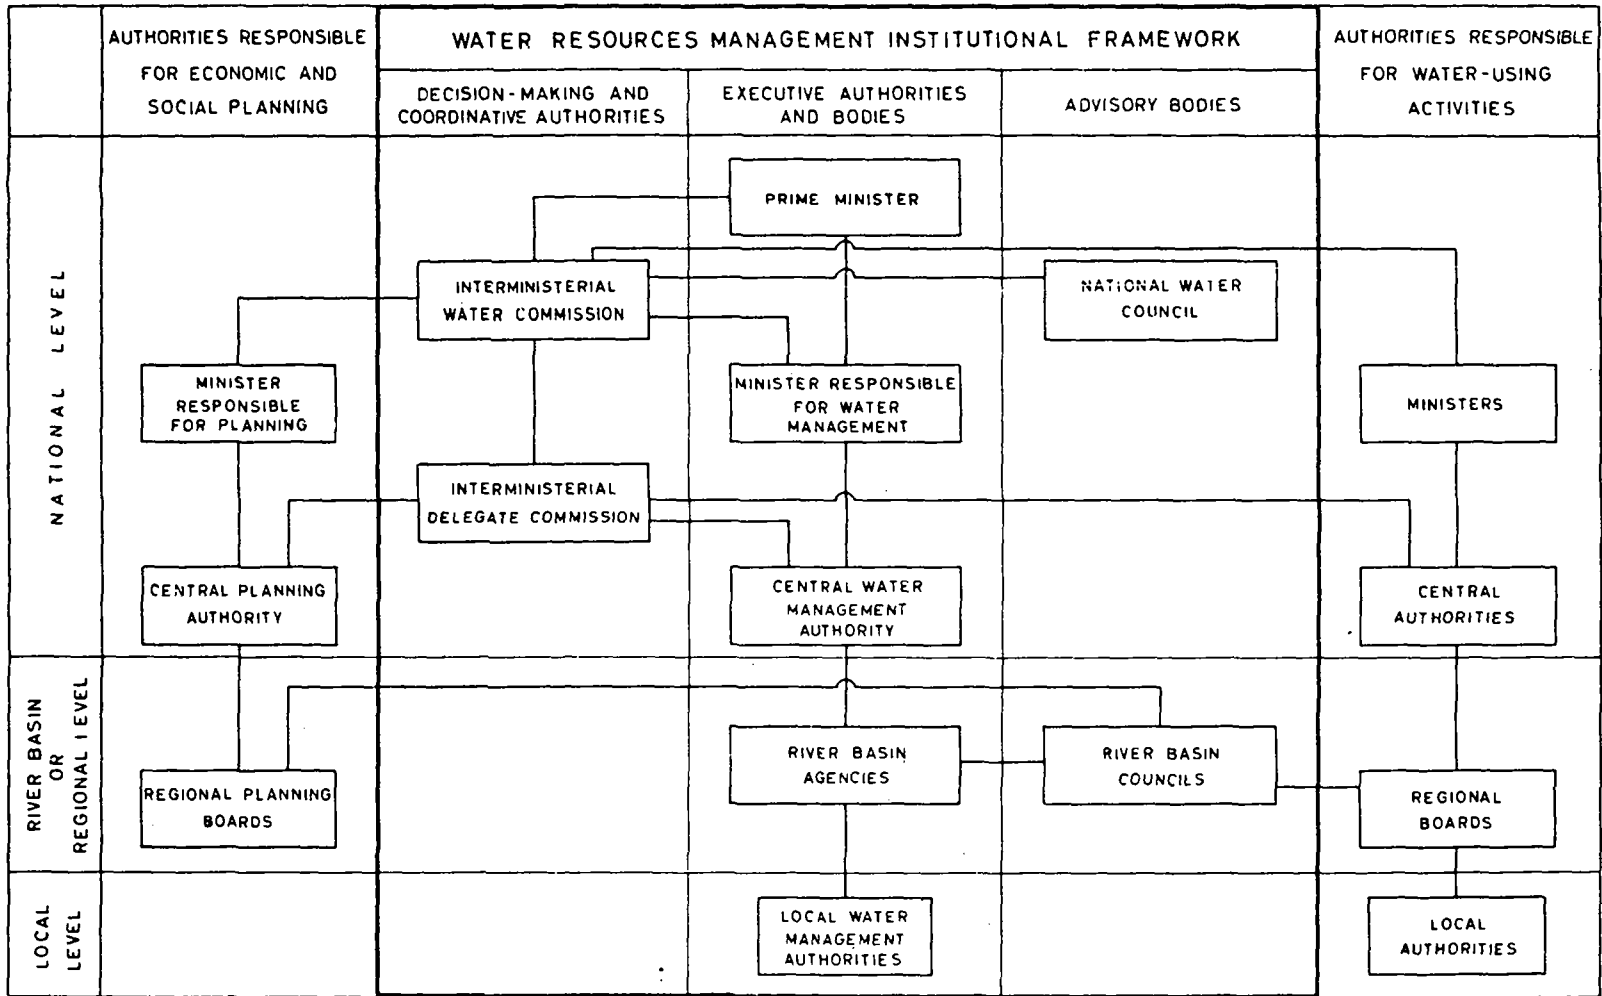 AUTHORITIES RESPONSIBLE
FOR ECONOMIC AND
SOCIAL PLANNING
WATER RESOURCES MANAGEMENT INSTITUTIONAL FRAMEWORK
DECISION-MAKING AND
COORDINATIVE AUTHORITIES
EXECUTIVE AUTHORITIES
AND BODIES
ADVISORY BODIES
AUTHORITIES RESPONSIBLE
FOR WATER-USING
ACTIVITIES
NATIONAL LEVEL
PRIME MINISTER
INTERMINISTERIAL
WATER COMMISSION
NATIONAL WATER
COUNCIL
MINISTER
RESPONSIBLE
FOR PLANNING
MINISTER RESPONSIBLE
FOR WATER
MANAGEMENT
MINISTERS
INTERMINISTERIAL
DELEGATE COMMISSION
CENTRAL PLANNING
AUTHORITY
CENTRAL WATER
MANAGEMENT
AUTHORITY
CENTRAL
AUTHORITIES
RIVER BASIN
OR
REGIONAL LEVEL
REGIONAL PLANNING
BOARDS
RIVER BASIN
AGENCIES
RIVER BASIN
COUNCILS
REGIONAL
BOARDS
LOCAL
LEVEL
LOCAL WATER
MANAGEMENT
AUTHORITIES
LOCAL
AUTHORITIES